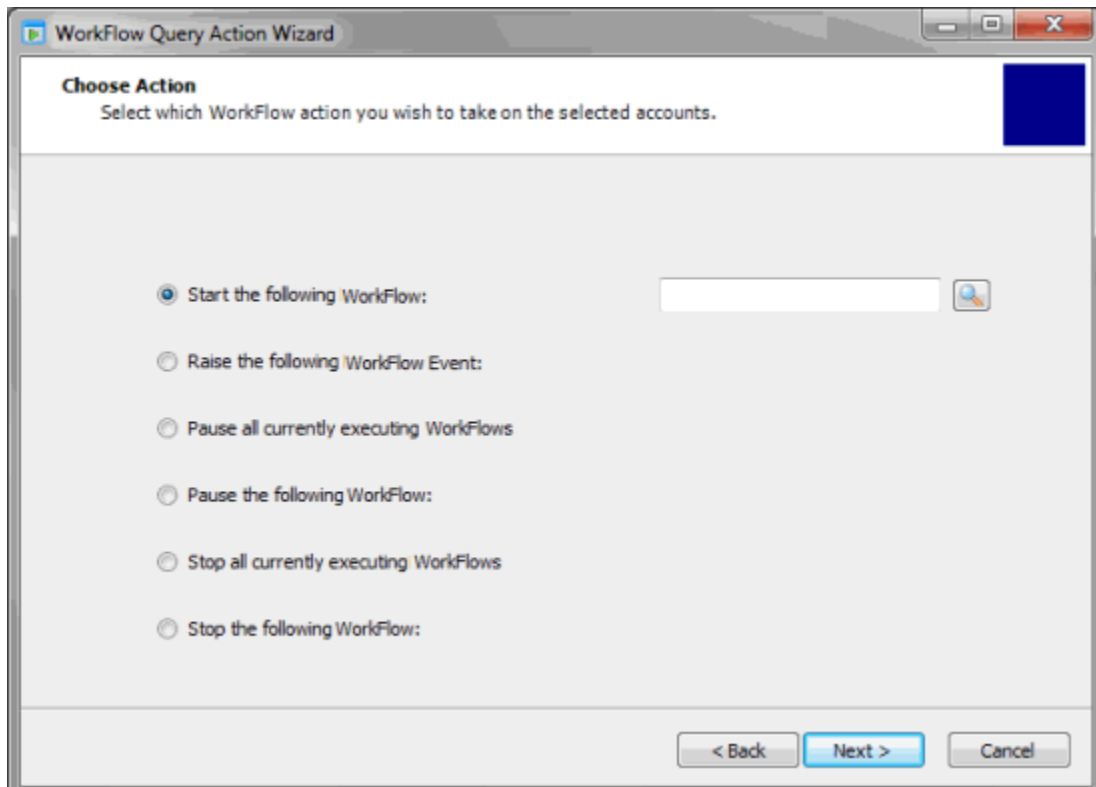 WorkFlow Query Action Wizard
Choose Action
Select which WorkFlow action you wish to take on the selected accounts.
Start the following WorkFlow:
Raise the following WorkFlow Event:
Pause all currently executing WorkFlows
Pause the following WorkFlow:
Stop all currently executing WorkFlows
Stop the following WorkFlow:
< Back Next > Cancel